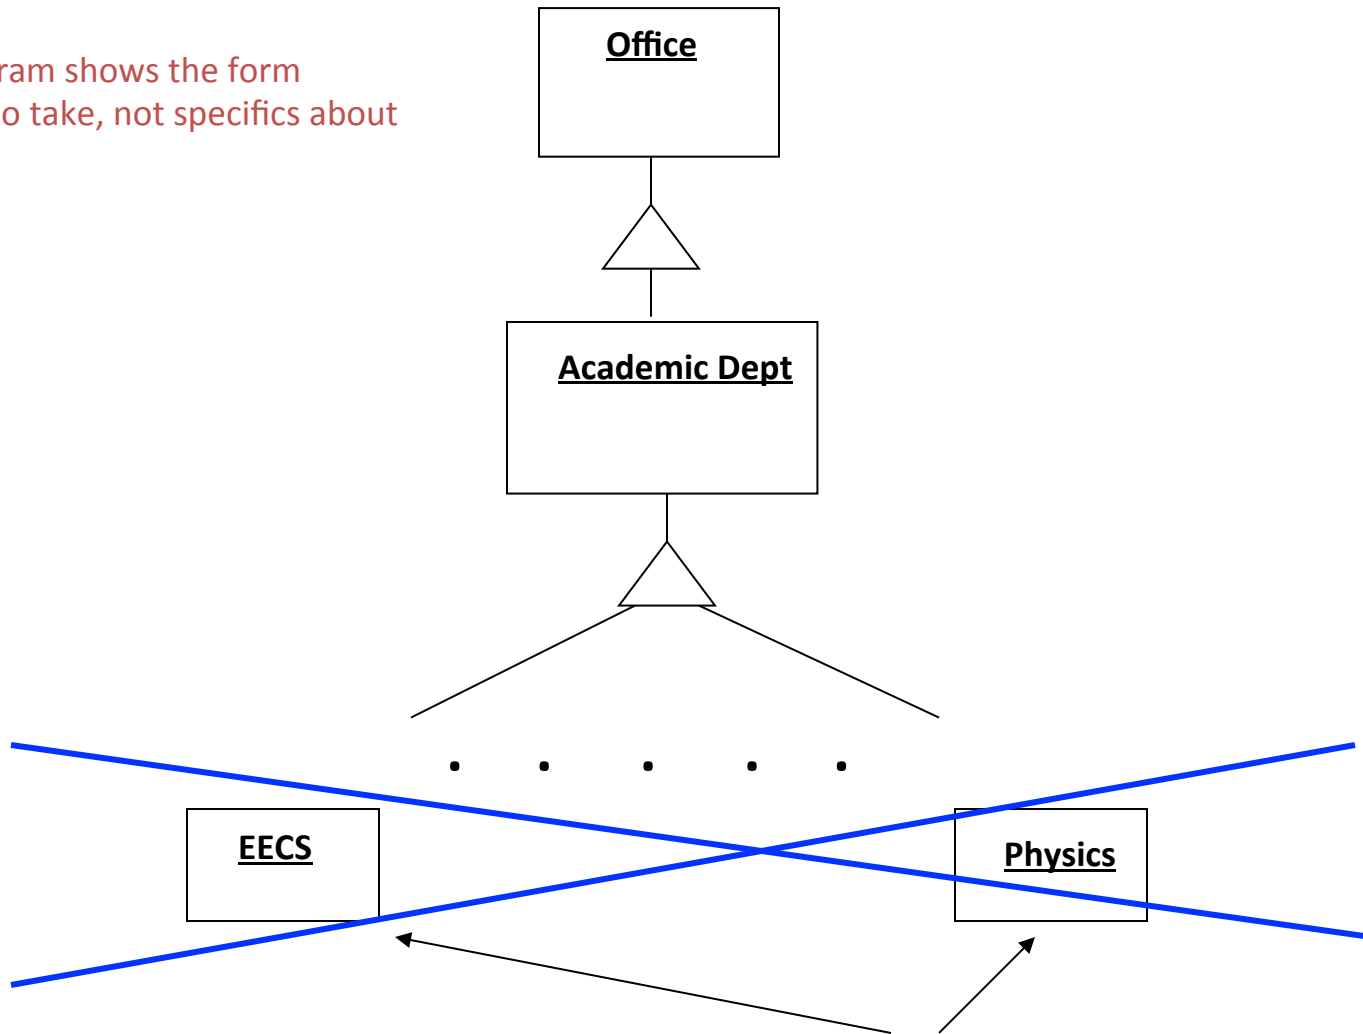 Office
ram shows the form
o take, not specifics about
Academic Dept
EECS
Physics